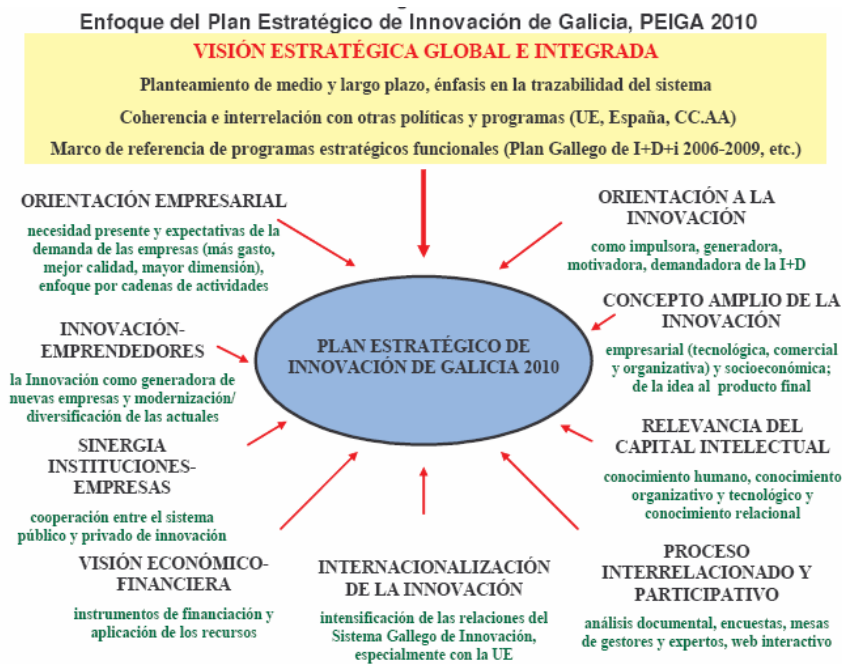 Enfoque del Plan Estratégico de Innovación de Galicia, PEIGA 2010
VISIÓN ESTRATÉGICA GLOBAL E INTEGRADA
Planteamiento de medio y largo plazo, énfasis en la trazabilidad del sistema
Coherencia e interrelación con otras políticas y programas (UE, España, CC.AA)
Marco de referencia de programas estratégicos funcionales (Plan Gallego de I+D+i 2006-2009, etc.)
ORIENTACIÓN EMPRESARIAL
necesidad presente y expectativas de la
demanda de las empresas (más gasto,
mejor calidad, mayor dimensión),
enfoque por cadenas de actividades
INNOVACIÓN-
EMPRENDEDORES
la Innovación como generadora de
nuevas empresas y modernización/
diversificación de las actuales
SINERGIA
INSTITUCIONES-
EMPRESAS
cooperación entre el sistema
público y privado de innovación
VISIÓN ECONÓMICO-
FINANCIERA
instrumentos de financiación y
aplicación de los recursos
PLAN ESTRATÉGICO DE
INNOVACIÓN DE GALICIA 2010
INTERNACIONALIZACIÓN
DE LA INNOVACIÓN
intensificación de las relaciones del
Sistema Gallego de Innovación,
especialmente con la UE
ORIENTACIÓN A LA
INNOVACIÓN
como impulsora, generadora,
motivadora, demandadora de la I+D
CONCEPTO AMPLIO DE LA
INNOVACIÓN
empresarial (tecnológica, comercial
y organizativa) y socioeconómica;
de la idea al producto final
RELEVANCIA DEL
CAPITAL INTELECTUAL
conocimiento humano, conocimiento
organizativo y tecnológico y
conocimiento relacional
PROCESO
INTERRELACIONADO Y
PARTICIPATIVO
análisis documental, encuestas, mesas
de gestores y expertos, web interactivo